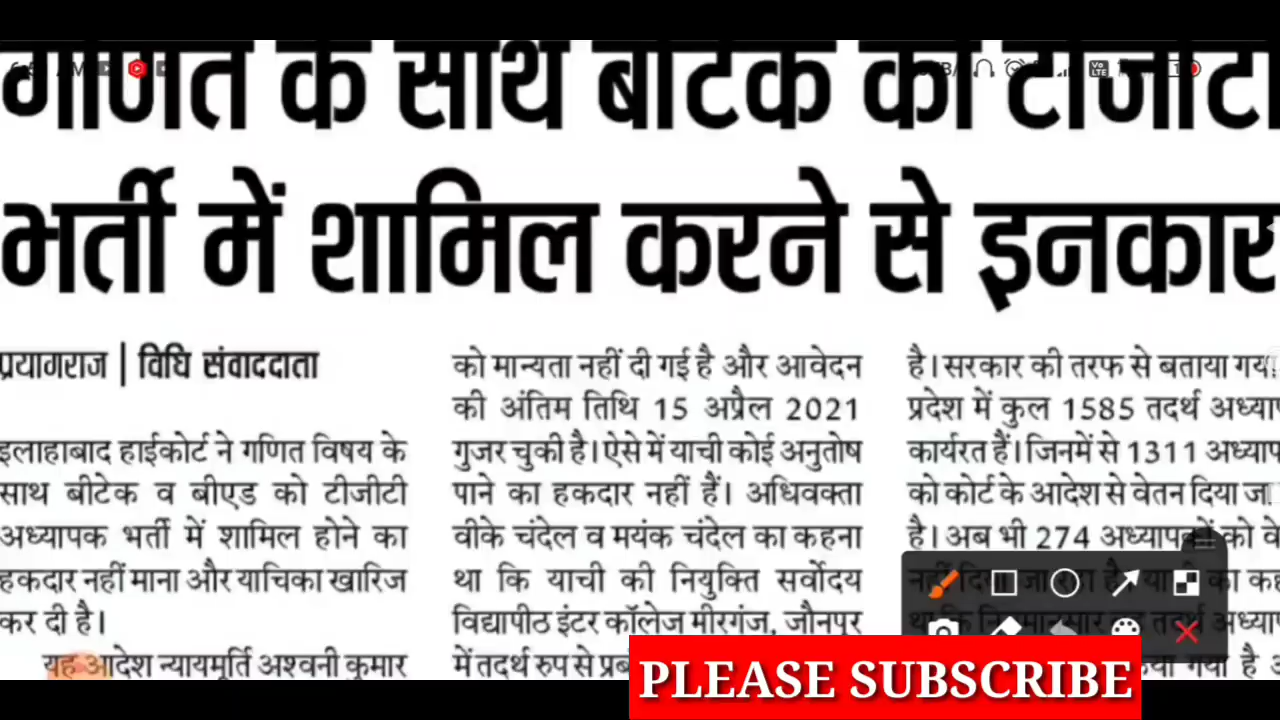 गणित के साथ बीटेक को टीजीटी
भर्ती में शामिल करने से इनकार
प्रयागराज | विधि संवाददाता
इलाहाबाद हाईकोर्ट ने गणित विषय के
साथ बीटेक व बीएड को टीजीटी
अध्यापक भर्ती में शामिल होने का
हकदार नहीं माना और याचिका खारिज
कर दी है।
यह आदेश न्यायमूर्ति अश्वनी कुमार
को मान्यता नहीं दी गई है और आवेदन
की अंतिम तिथि 15 अप्रैल 2021
गुजर चुकी है। ऐसे में याची कोई अनुतोष
पाने का हकदार नहीं हैं। अधिवक्ता
वीके चंदेल व मयंक चंदेल का कहना
था कि याची की नियुक्ति सर्वोदय
विद्यापीठ इंटर कॉलेज मीरगंज, जौनपुर
में तदर्थ रुप से
है। सरकार की तरफ से बताया
प्रदेश में कुल 1585 तदर्थ
कार्यरत हैं। जिनमें से 1311
को कोर्ट के आदेश से वेतन दिया
है। अब भी 274 अध्यापकों को
PLEASE SUBSCRIBE